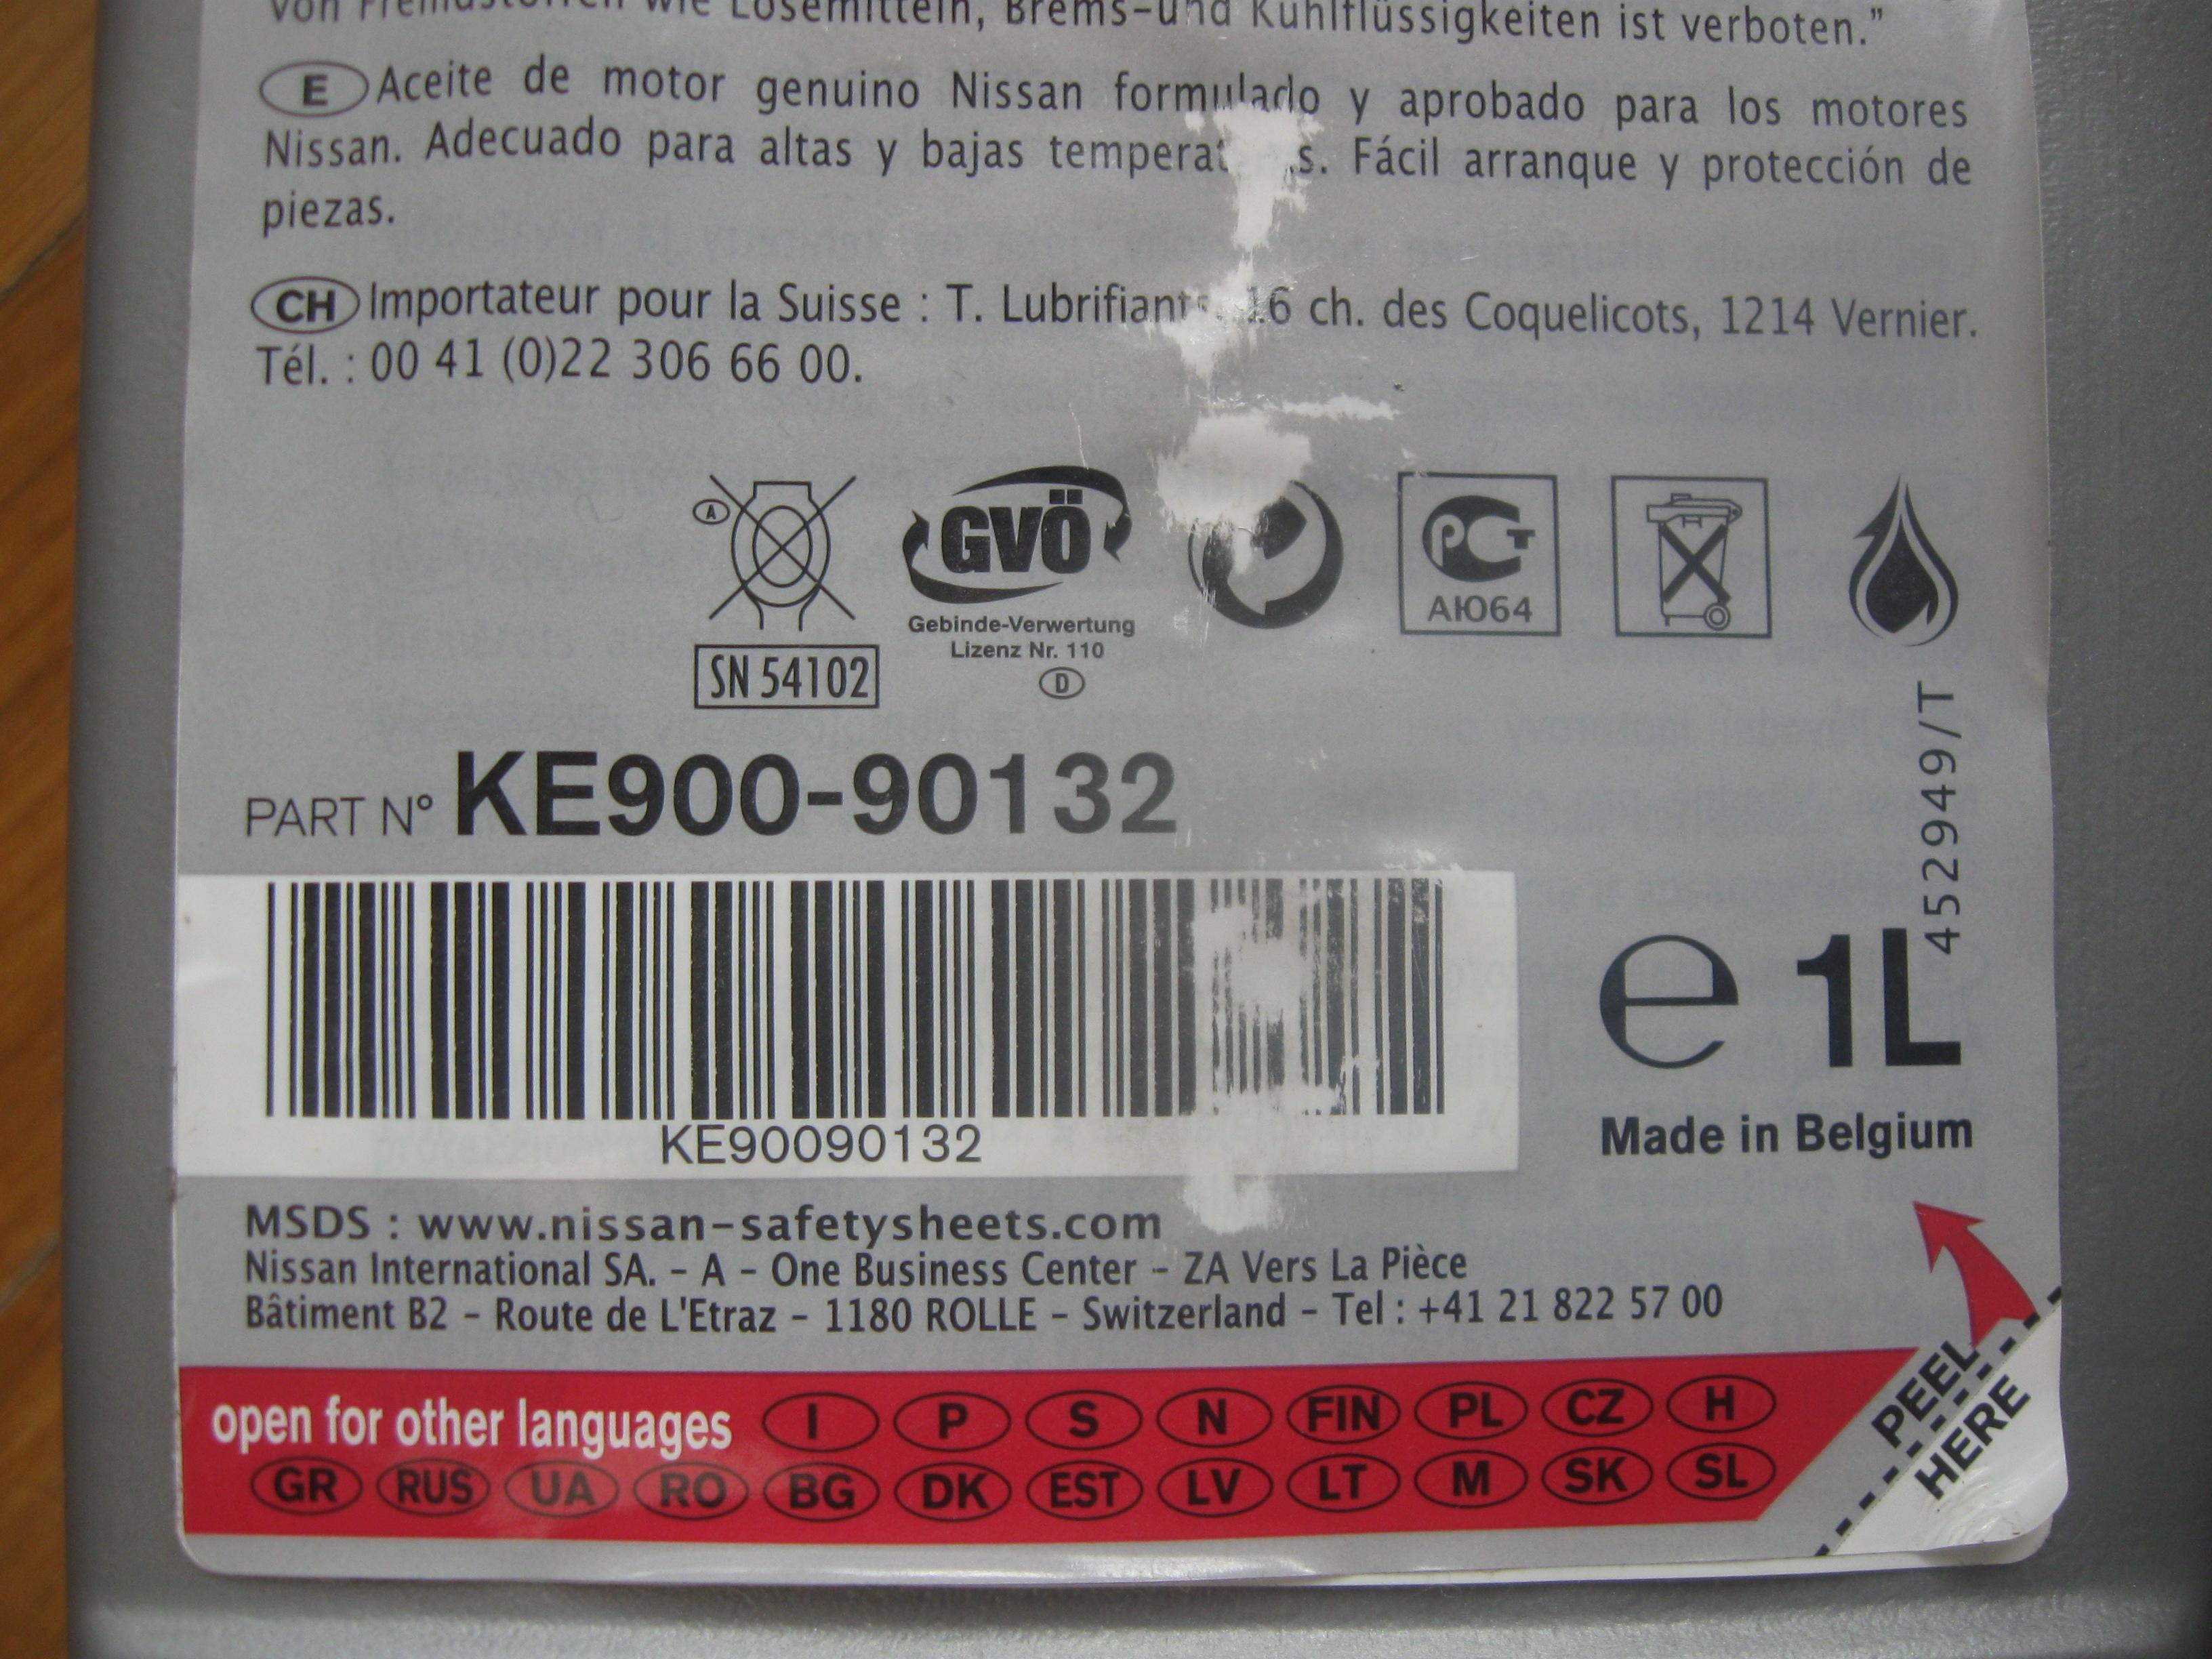 von Fremdstoffen wie Lösemitteln, Brems-und Kühlflüssigkeiten ist verboten."
E Aceite de motor genuino Nissan formulado y aprobado para los motores
Nissan. Adecuado para altas y bajas temperaturas. Fácil arranque y protección de
piezas.
CH Importateur pour la Suisse : T. Lubrifiants, 16 ch. des Coquelicots, 1214 Vernier.
Tél. : 00 41 (0)22 306 66 00.
A
SN 54102
GVÖ
Gebinde-Verwertung
Lizenz Nr. 110
D
РСТ
АЮ64
452949/T
PART N° KE900-90132
KE90090132
e 1L
Made in Belgium
MSDS : www.nissan-safetysheets.com
Nissan International SA. - A - One Business Center - ZA Vers La Pièce
Bâtiment B2 - Route de L'Etraz - 1180 ROLLE - Switzerland - Tel : +41 21 822 57 00
open for other languages I P S N FIN PL CZ H
GR RUS UA RO BG DK EST LV LT M SK SL
PEEL
HERE